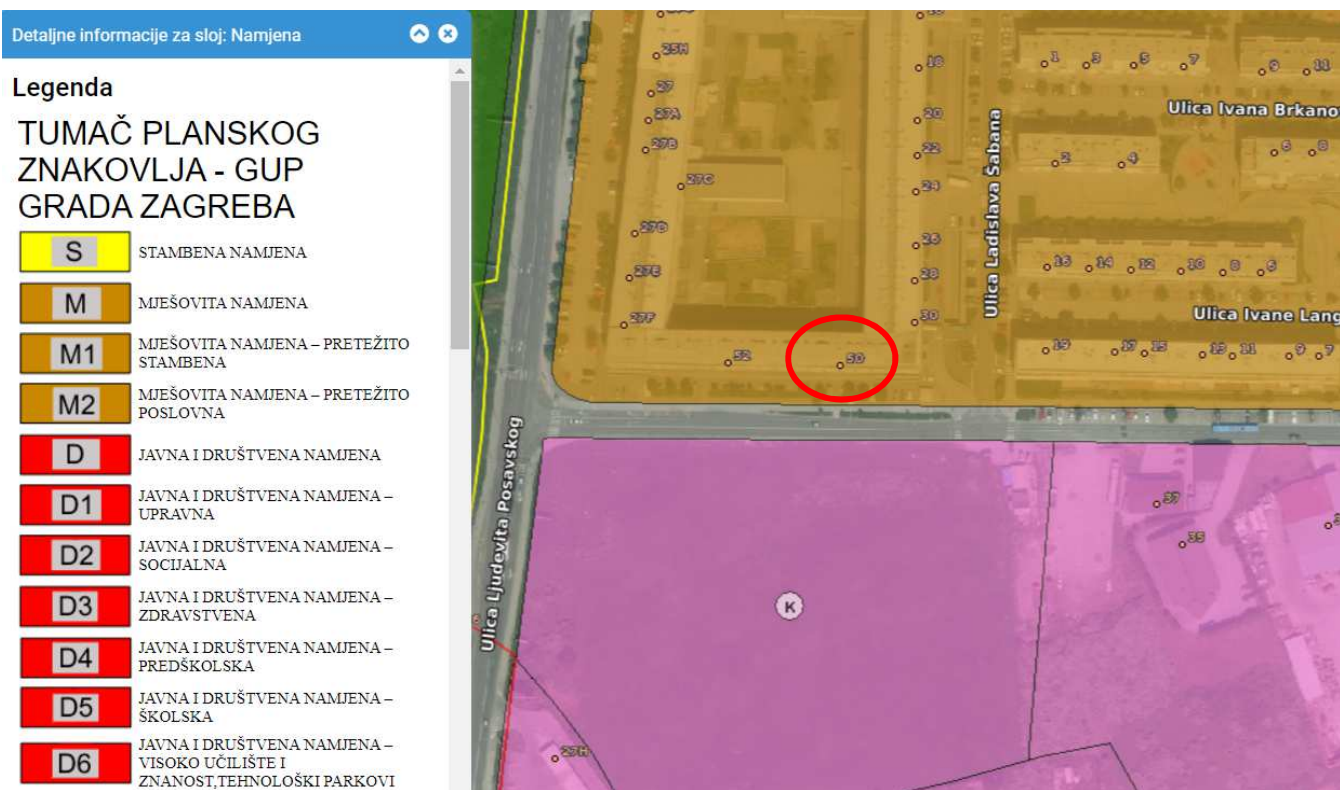 Detaljne informacije za sloj: Namjena
Legenda
TUMAČ PLANSKOG
ZNAKOVLJA - GUP
GRADA ZAGREBA
S
STAMBENA NAMJENA
M
MJEŠOVITA NAMJENA
M1
MJEŠOVITA NAMJENA – PRETEŽITO
STAMBENA
M2
MJEŠOVITA NAMJENA – PRETEŽITO
POSLOVNA
D
JAVNA I DRUŠTVENA NAMJENA
D1
JAVNA I DRUŠTVENA NAMJENA –
UPRAVNA
D2
JAVNA I DRUŠTVENA NAMJENA –
SOCIJALNA
D3
JAVNA I DRUŠTVENA NAMJENA –
ZDRAVSTVENA
D4
JAVNA I DRUŠTVENA NAMJENA –
PREDŠKOLSKA
D5
JAVNA I DRUŠTVENA NAMJENA –
ŠKOLSKA
D6
JAVNA I DRUŠTVENA NAMJENA –
VISOKO UČILIŠTE I
ZNANOST,TEHNOLOŠKI PARKOVI
25H
27
27A
27B
27C
27D
27E
27F
18
20
22
24
26
28
30
52
50
Ulica Ladislava Šabana
1 3 5 7 9 11
Ulica Ivana Brkano
2 4 6 8
16 14 12 10 8 6
Ulica Ivane Lang
19 17 15 13 11 9 7
Ulica Ljudevita Posavskog
K
37
35
27H